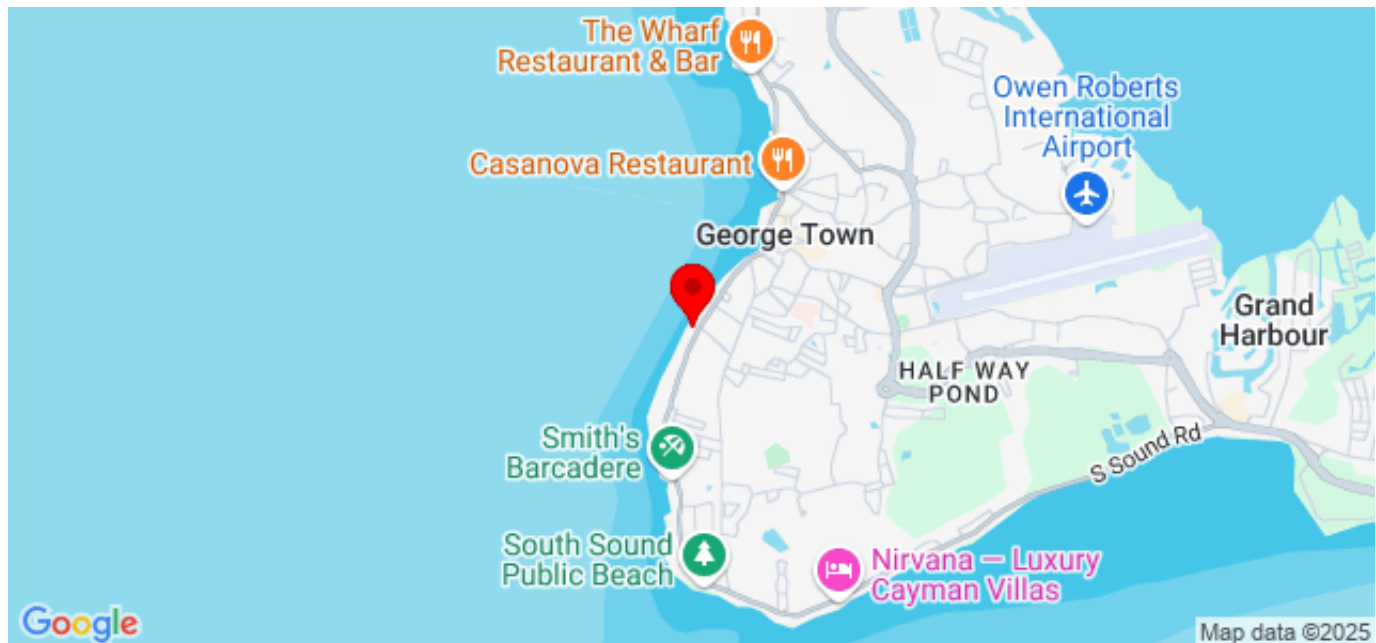 The Wharf
Restaurant & Bar
Owen Roberts
International
Airport
Casanova Restaurant
George Town
Grand
Harbour
HALF WAY
POND
Smith's
Barcadere
S Sound Rd
South Sound
Public Beach
Nirvana — Luxury
Cayman Villas
Google
Map data ©2025